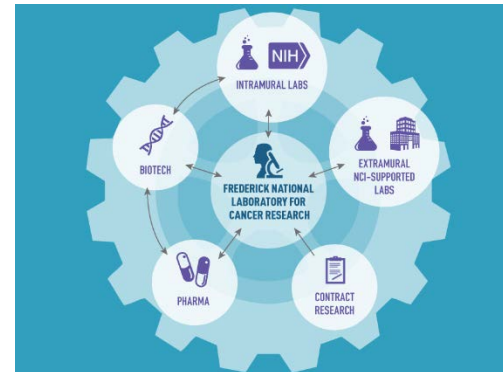 NIH
INTRAMURAL LABS
BIOTECH
EXTRAMURAL
NCI-SUPPORTED
LABS
FREDERICK NATIONAL
LABORATORY FOR
CANCER RESEARCH
PHARMA
CONTRACT
RESEARCH